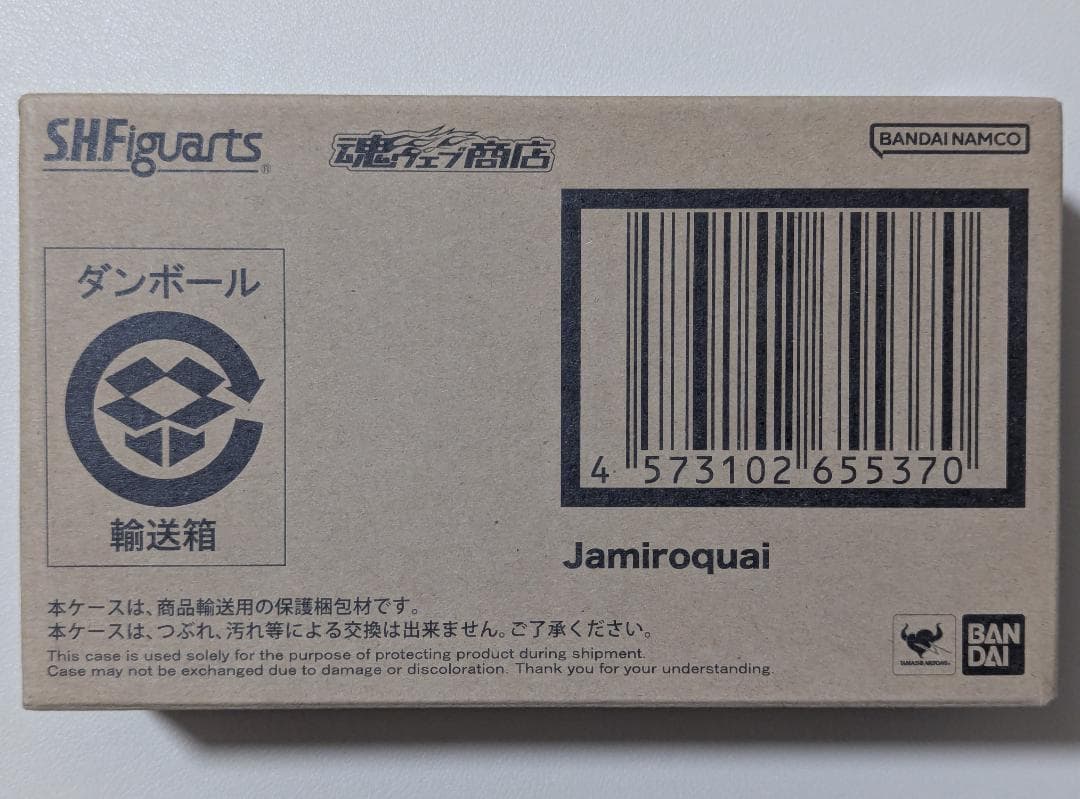 S.H.Figuarts®
魂ウェブ商店
BANDAI NAMCO
ダンボール
輸送箱
4 573102 655370
Jamiroquai
本ケースは、商品輸送用の保護梱包材です。
本ケースは、つぶれ、汚れ等による交換は出来ません。ご了承ください。
This case is used solely for the purpose of protecting product during shipment.
Case may not be exchanged due to damage or discoloration. Thank you for your understanding.
TAMASHII NATIONS
BAN
DAI